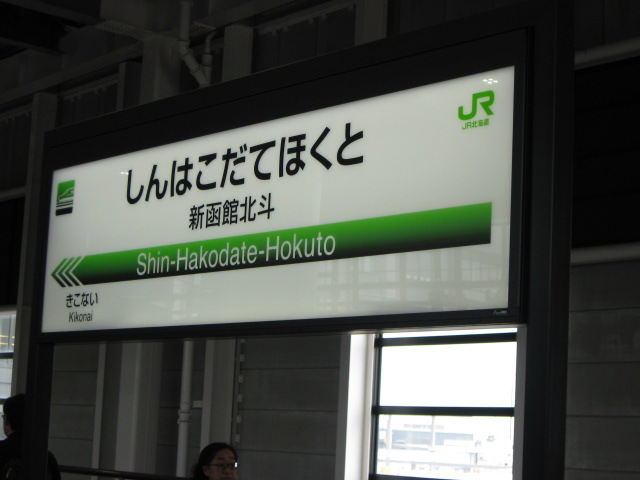 JR
JR北海道
しんはこだてほくと
新函館北斗
Shin-Hakodate-Hokuto
きこない
Kikonai